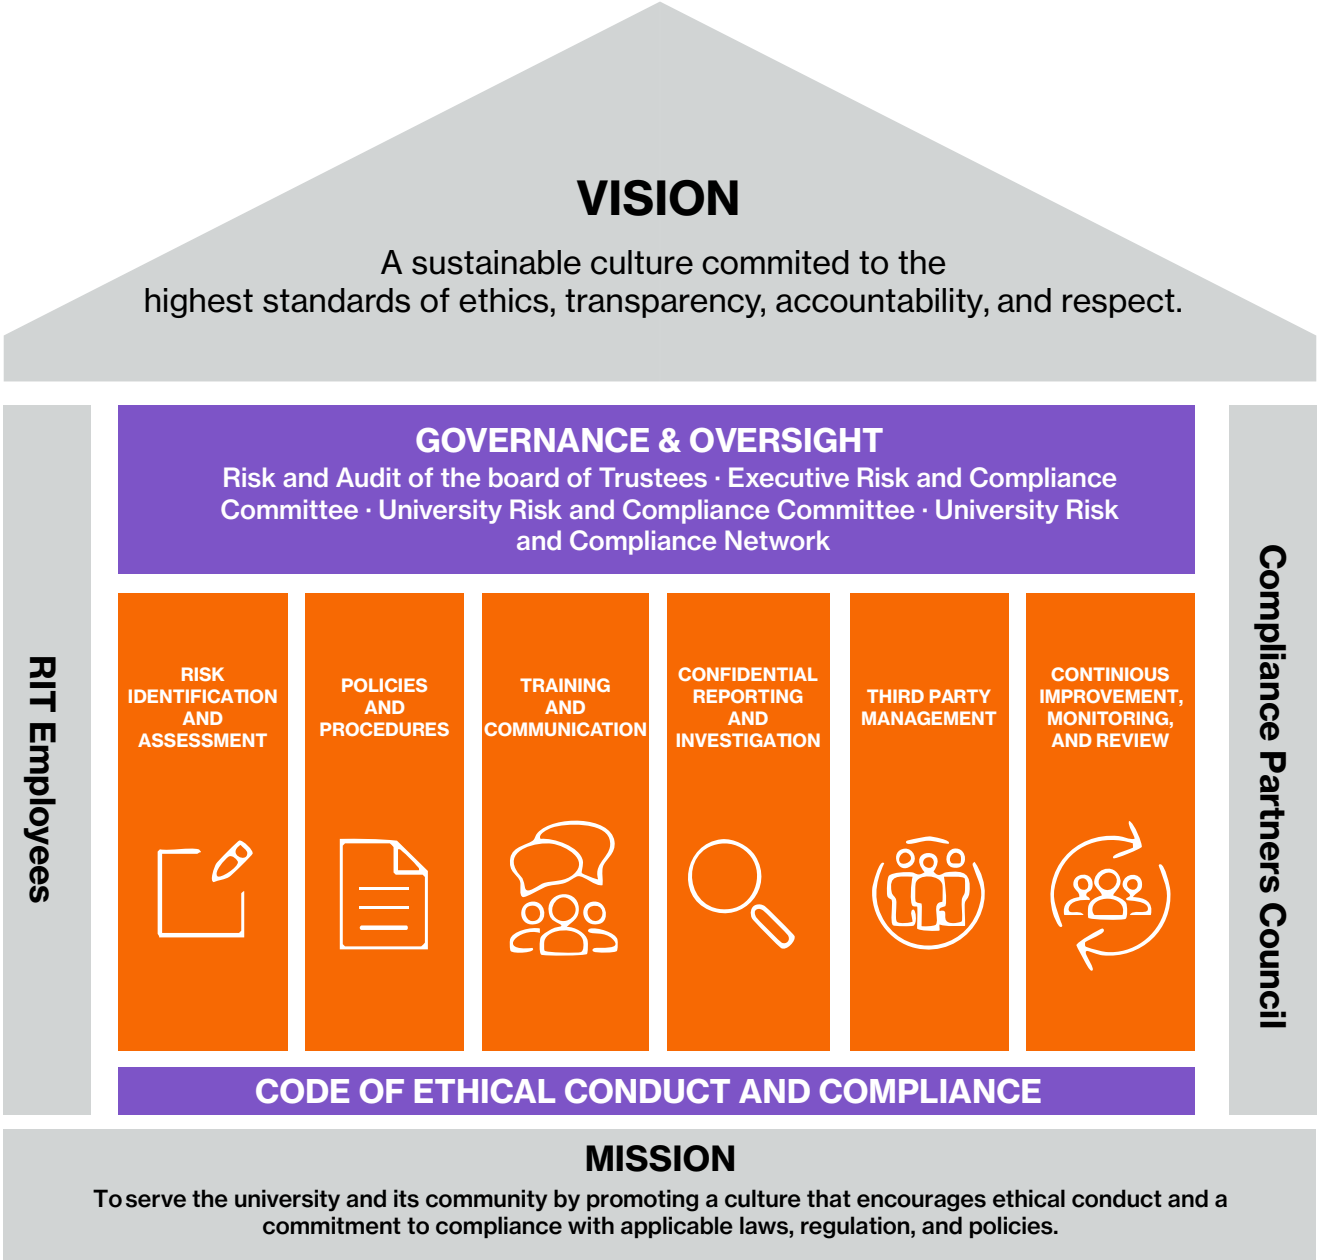 VISION
A sustainable culture commited to the
highest standards of ethics, transparency, accountability, and respect.
GOVERNANCE & OVERSIGHT
Risk and Audit of the board of Trustees · Executive Risk and Compliance
Committee · University Risk and Compliance Committee · University Risk
and Compliance Network
RIT Employees
RISK
IDENTIFICATION
AND
ASSESSMENT
POLICIES
AND
PROCEDURES
TRAINING
AND
COMMUNICATION
CONFIDENTIAL
REPORTING
AND
INVESTIGATION
THIRD PARTY
MANAGEMENT
CONTINIOUS
IMPROVEMENT,
MONITORING,
AND REVIEW
Compliance Partners Council
CODE OF ETHICAL CONDUCT AND COMPLIANCE
MISSION
To serve the university and its community by promoting a culture that encourages ethical conduct and a
commitment to compliance with applicable laws, regulation, and policies.